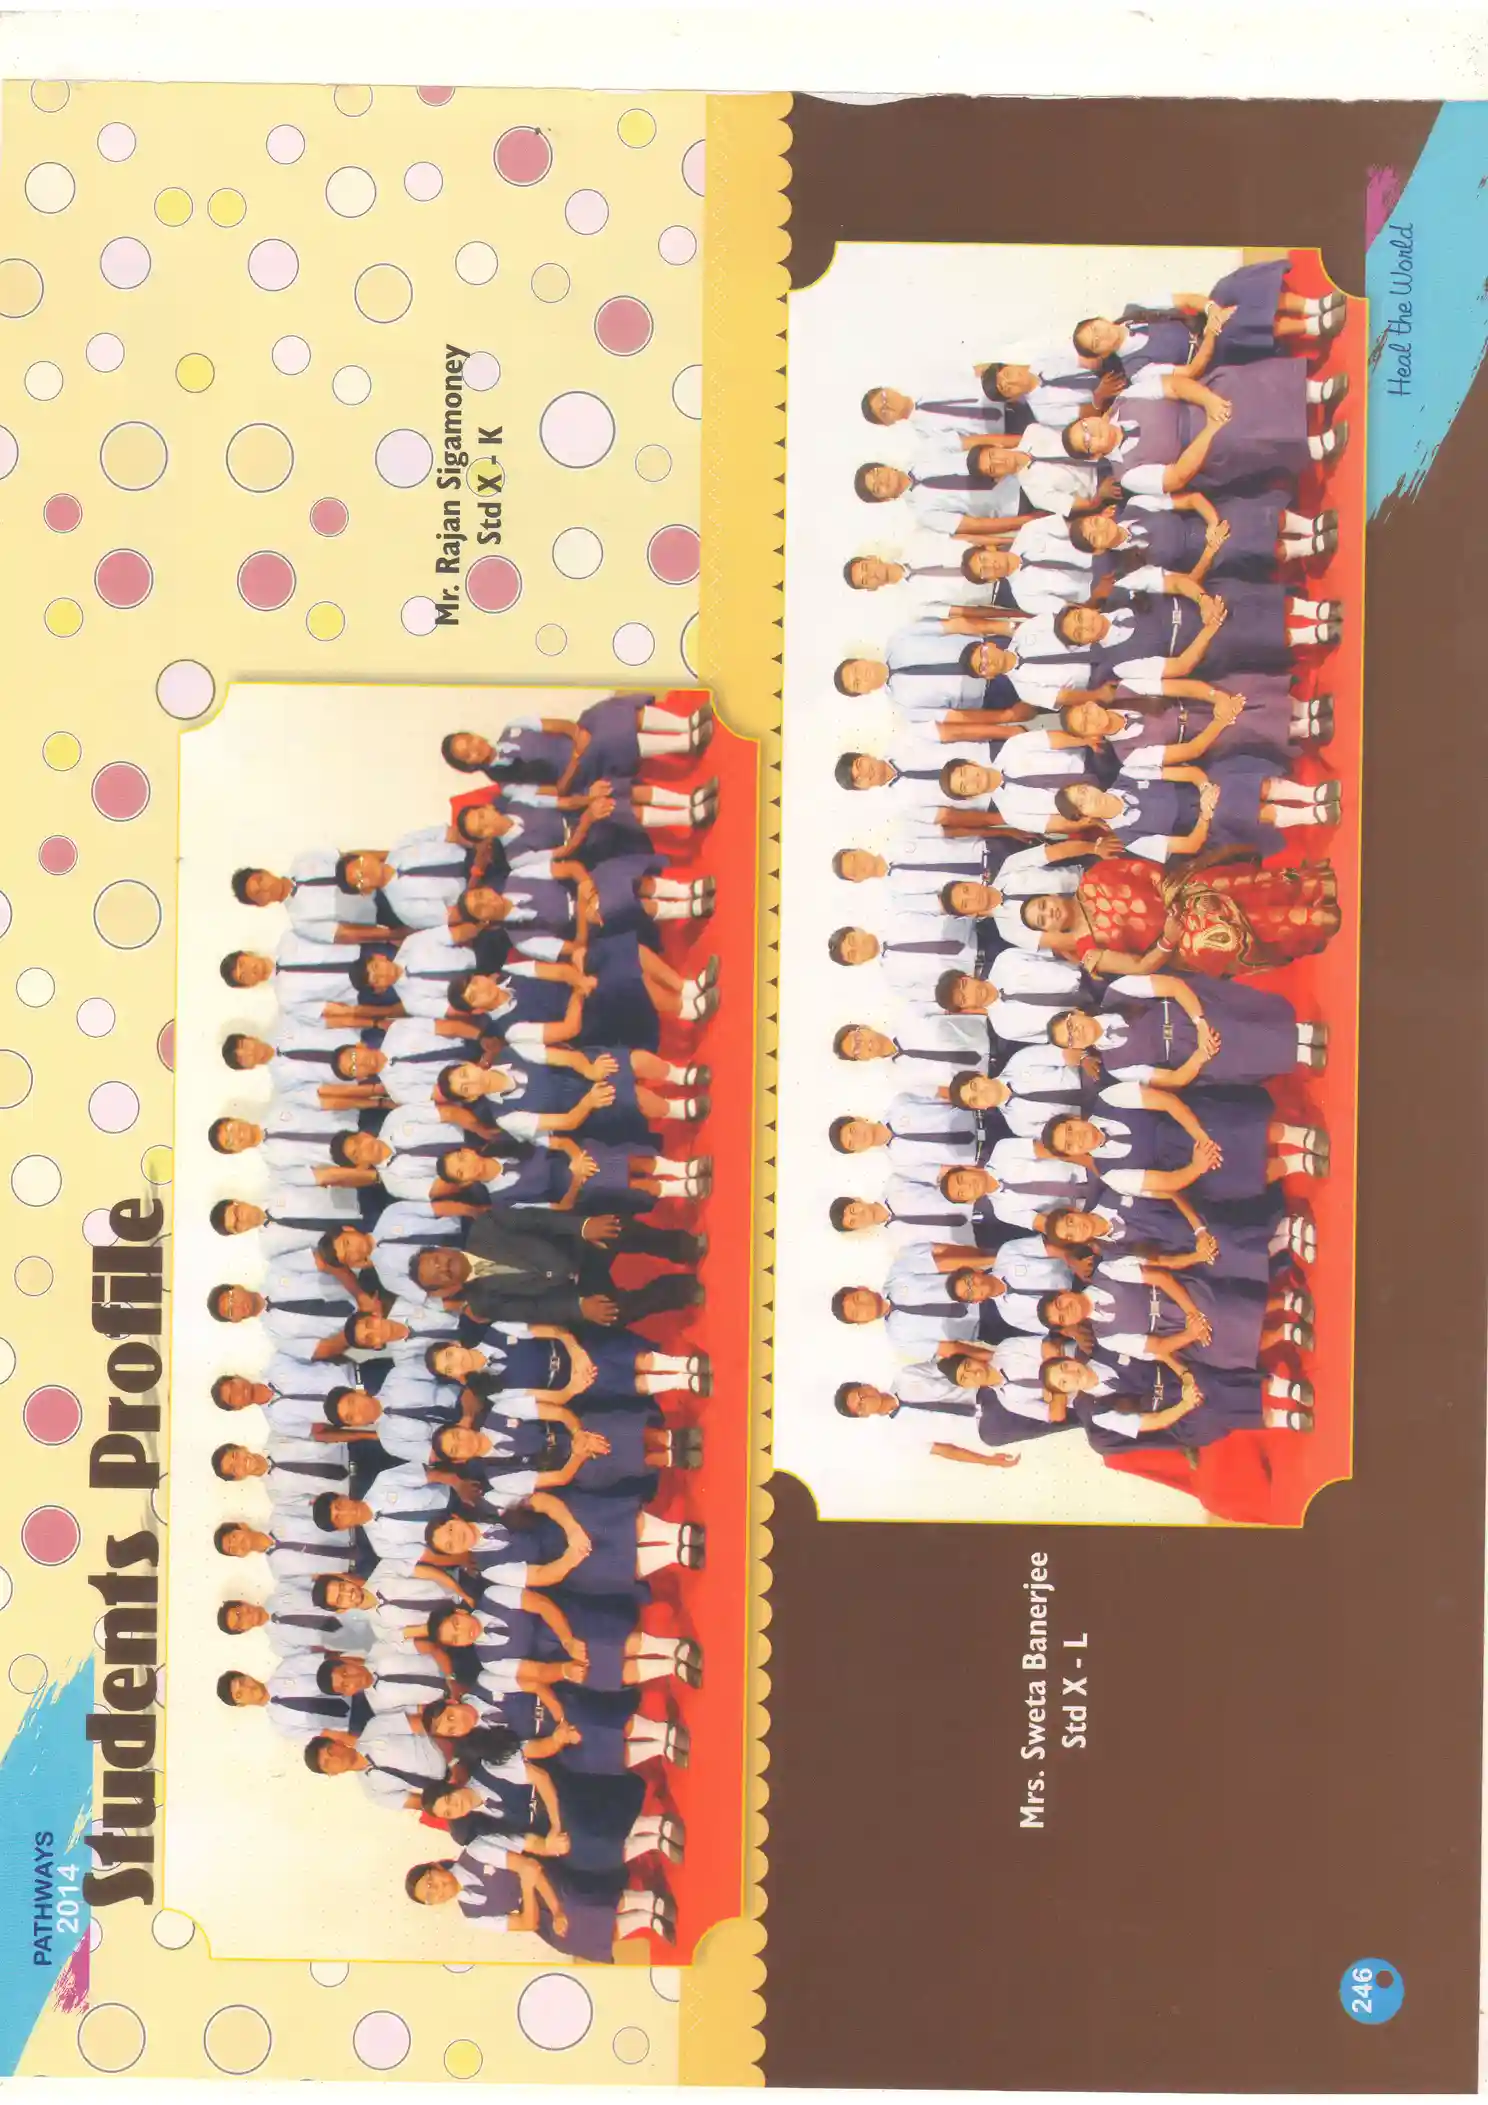 PATHWAYS
2014
Students Profile
Mr. Rajan Sigamoney
Std X - K
Mrs. Sweta Banerjee
Std X - L
246
Heal the World